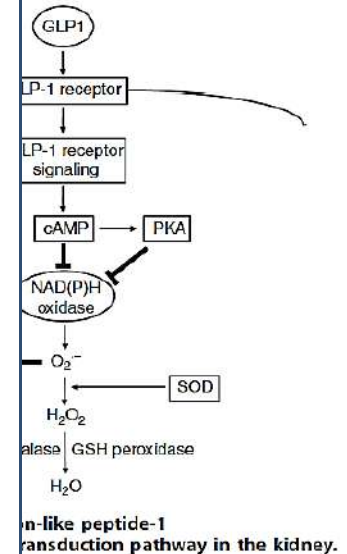 GLP1
LP-1 receptor
LP-1 receptor
signaling
cAMP PKA
NAD(P)H
oxidase
O₂·⁻
SOD
H₂O₂
alase GSH peroxidase
H₂O
n-like peptide-1
ransduction pathway in the kidney.